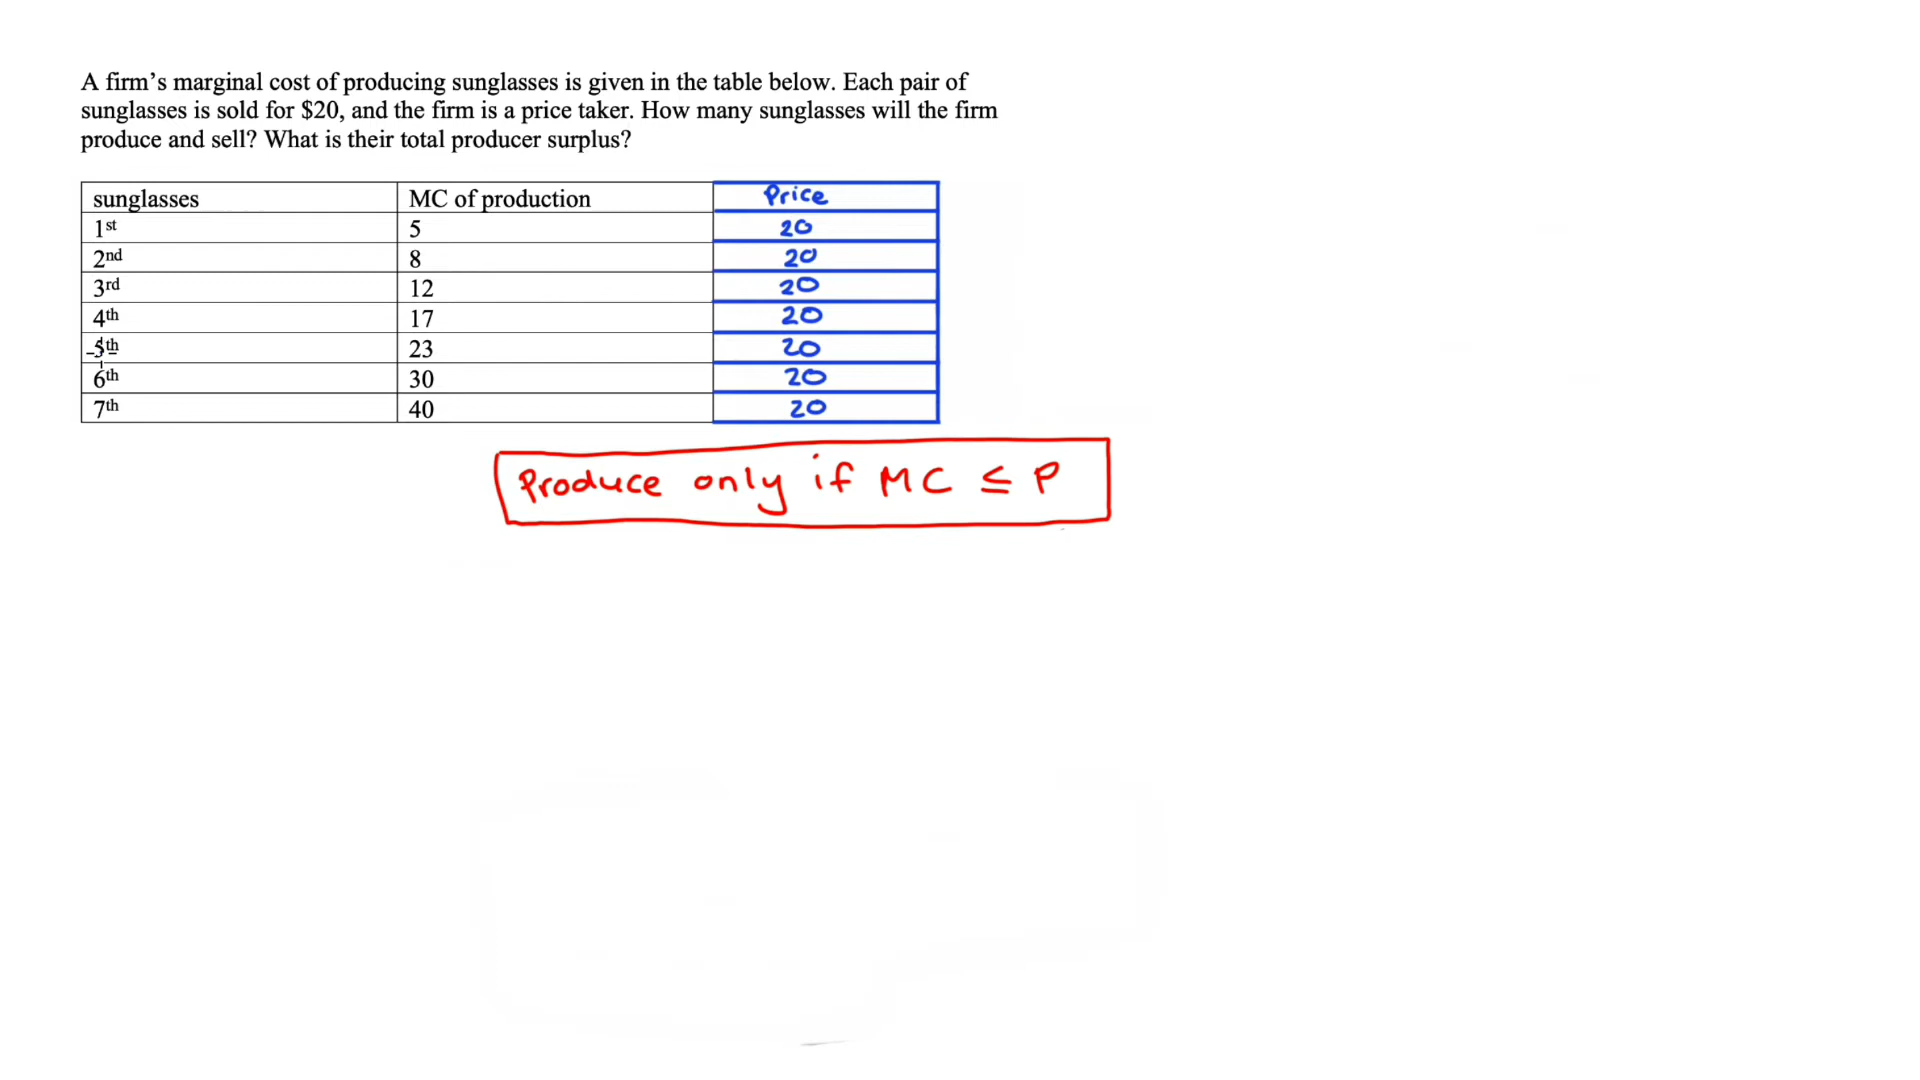 A firm’s marginal cost of producing sunglasses is given in the table below. Each pair of
sunglasses is sold for $20, and the firm is a price taker. How many sunglasses will the firm
produce and sell? What is their total producer surplus?
sunglasses MC of production Price
1st 5 20
2nd 8 20
3rd 12 20
4th 17 20
5th 23 20
6th 30 20
7th 40 20
Produce only if MC ≤ P